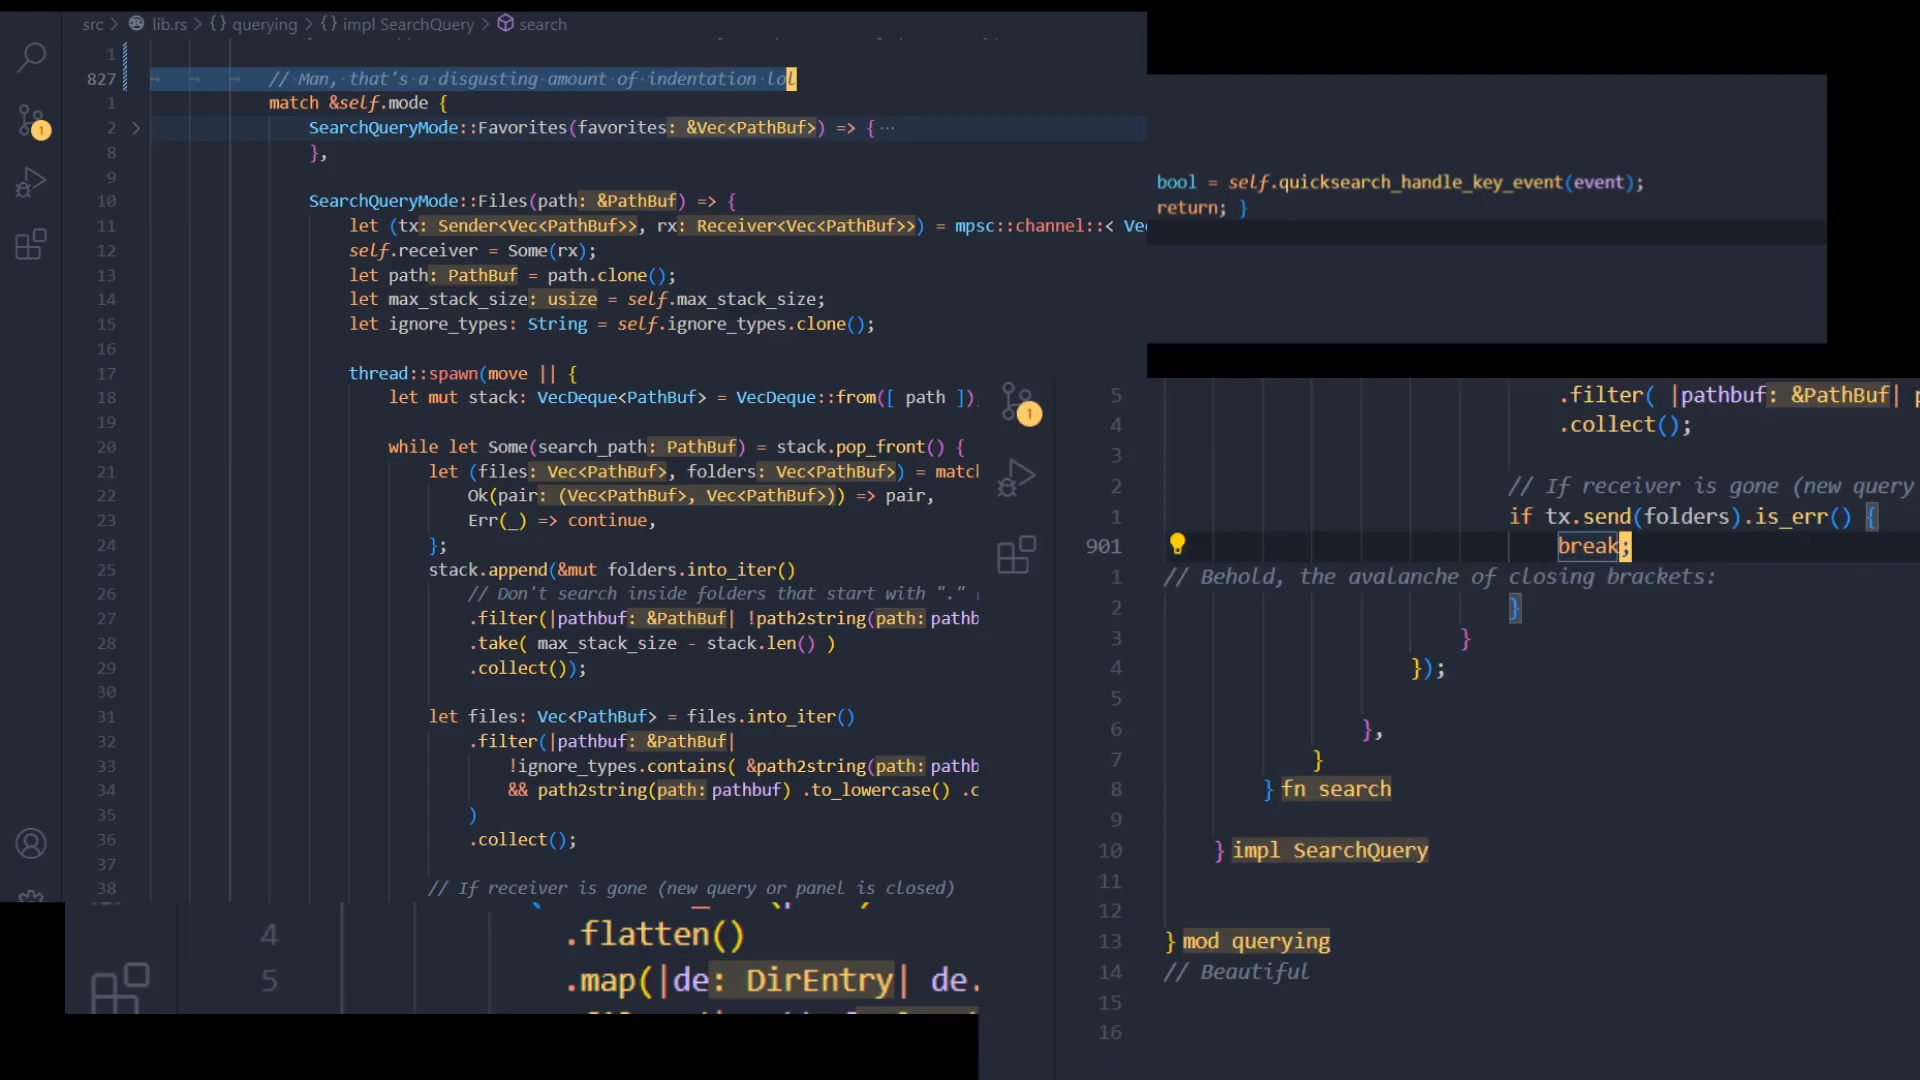 src > lib.rs > {} querying > {} impl SearchQuery > search
1
827 // Man, that's a disgusting amount of indentation lol
1 match &self.mode {
2 SearchQueryMode::Favorites(favorites: &Vec<PathBuf>) => { ...
8 },
9
10 SearchQueryMode::Files(path: &PathBuf) => {
11 let (tx: Sender<Vec<PathBuf>>, rx: Receiver<Vec<PathBuf>>) = mpsc::channel::< Ve
12 self.receiver = Some(rx);
13 let path: PathBuf = path.clone();
14 let max_stack_size: usize = self.max_stack_size;
15 let ignore_types: String = self.ignore_types.clone();
16
17 thread::spawn(move || {
18 let mut stack: VecDeque<PathBuf> = VecDeque::from([ path ])
19
20 while let Some(search_path: PathBuf) = stack.pop_front() {
21 let (files: Vec<PathBuf>, folders: Vec<PathBuf>) = match
22 Ok(pair: (Vec<PathBuf>, Vec<PathBuf>)) => pair,
23 Err(_) => continue,
24 };
25 stack.append(&mut folders.into_iter()
26 // Don't search inside folders that start with "."
27 .filter(|pathbuf: &PathBuf| !path2string(path: pathb
28 .take( max_stack_size - stack.len() )
29 .collect());
30
31 let files: Vec<PathBuf> = files.into_iter()
32 .filter(|pathbuf: &PathBuf|
33 !ignore_types.contains( &path2string(path: pathb
34 && path2string(path: pathbuf) .to_lowercase() .c
35 )
36 .collect();
37
38 // If receiver is gone (new query or panel is closed)
4 .flatten()
5 .map(|de: DirEntry| de.
bool = self.quicksearch_handle_key_event(event);
return; }
1
5 .filter( |pathbuf: &PathBuf| p
4 .collect();
3
2 // If receiver is gone (new query
1 if tx.send(folders).is_err() {
901 break;
1 // Behold, the avalanche of closing brackets:
2 }
3 }
4 });
5
6 },
7 }
8 } fn search
9
10 } impl SearchQuery
11
12
13 } mod querying
14 // Beautiful
15
16